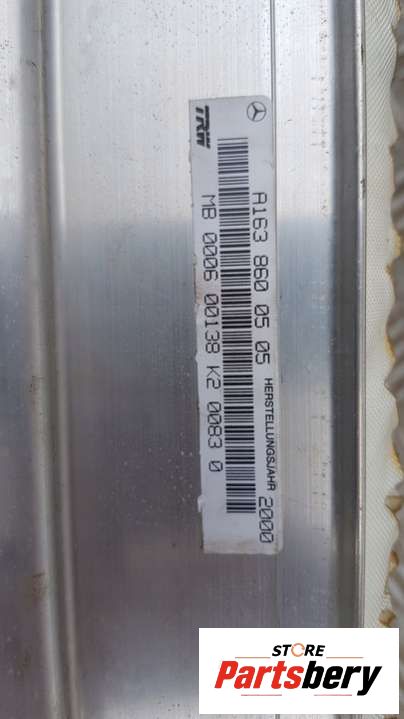 A163 860 05 05 HERSTELLUNGSJAHR 2000
TRW
MB 0006 00138 K2 0083 0
STORE
Partsbery